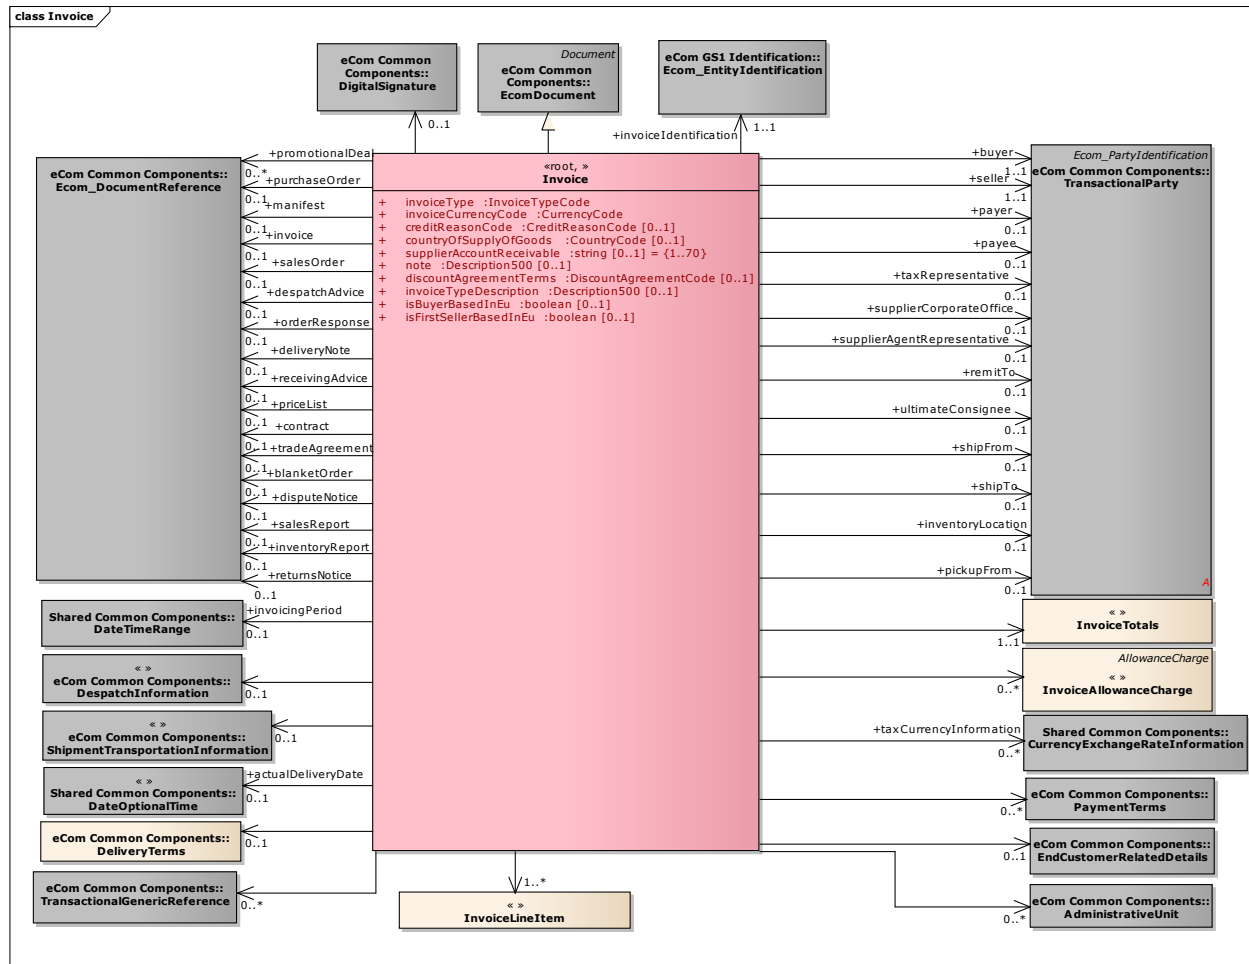 class Invoice
eCom Common
Components::
DigitalSignature
Document
eCom Common
Components::
EcomDocument
eCom GS1 Identification::
Ecom_EntityIdentification
0..1
+invoiceIdentification
1..1
eCom Common Components::
Ecom_DocumentReference
+promotionalDeal
0..*
+purchaseOrder
0..1
+manifest
0..1
+invoice
0..1
+salesOrder
0..1
+despatchAdvice
0..1
+orderResponse
0..1
+deliveryNote
0..1
+receivingAdvice
0..1
+priceList
0..1
+contract
0..1
+tradeAgreement
0..1
+blanketOrder
0..1
+disputeNotice
0..1
+salesReport
0..1
+inventoryReport
0..1
+returnsNotice
0..1
«root, »
Invoice
+ invoiceType :InvoiceTypeCode
+ invoiceCurrencyCode :CurrencyCode
+ creditReasonCode :CreditReasonCode [0..1]
+ countryOfSupplyOfGoods :CountryCode [0..1]
+ supplierAccountReceivable :string [0..1] = {1..70}
+ note :Description500 [0..1]
+ discountAgreementTerms :DiscountAgreementCode [0..1]
+ invoiceTypeDescription :Description500 [0..1]
+ isBuyerBasedInEu :boolean [0..1]
+ isFirstSellerBasedInEu :boolean [0..1]
+buyer
1..1
+seller
1..1
+payer
0..1
+payee
0..1
+taxRepresentative
0..1
+supplierCorporateOffice
0..1
+supplierAgentRepresentative
0..1
+remitTo
0..1
+ultimateConsignee
0..1
+shipFrom
0..1
+shipTo
0..1
+inventoryLocation
0..1
+pickupFrom
0..1
Ecom_PartyIdentification
eCom Common Components::
TransactionalParty
A
Shared Common Components::
DateTimeRange
+invoicingPeriod
0..1
« »
eCom Common Components::
DespatchInformation
0..1
« »
eCom Common Components::
ShipmentTransportationInformation
0..1
« »
Shared Common Components::
DateOptionalTime
+actualDeliveryDate
0..1
eCom Common Components::
DeliveryTerms
0..1
eCom Common Components::
TransactionalGenericReference
0..*
1..*
« »
InvoiceLineItem
1..1
« »
InvoiceTotals
0..*
AllowanceCharge
« »
InvoiceAllowanceCharge
+taxCurrencyInformation
0..*
Shared Common Components::
CurrencyExchangeRateInformation
0..*
eCom Common Components::
PaymentTerms
0..1
eCom Common Components::
EndCustomerRelatedDetails
0..*
eCom Common Components::
AdministrativeUnit